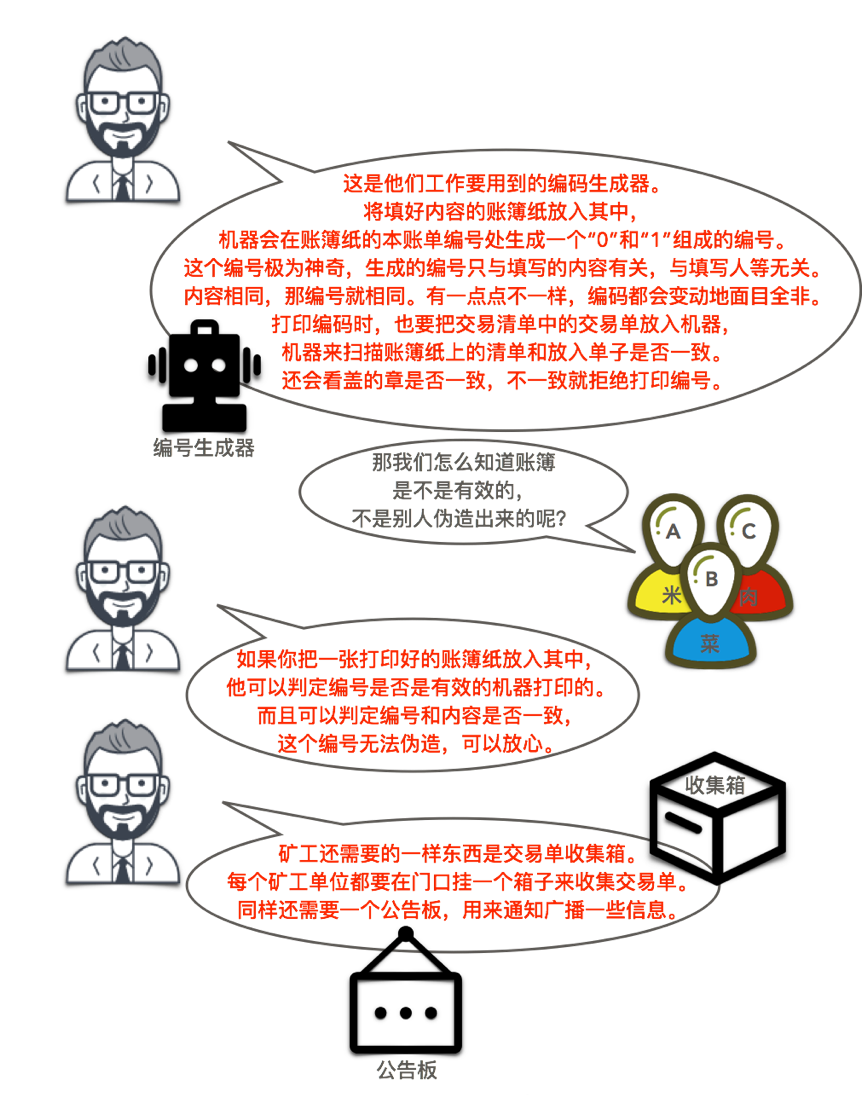 这是他们工作要用到的编码生成器。
将填好内容的账簿纸放入其中，
机器会在账簿纸的本账单编号处生成一个“0”和“1”组成的编号。
这个编号极为神奇，生成的编号只与填写的内容有关，与填写人等无关。
内容相同，那编号就相同。有一点点不一样，编码都会变动地面目全非。
打印编码时，也要把交易清单中的交易单放入机器，
机器来扫描账簿纸上的清单和放入单子是否一致。
还会看盖的章是否一致，不一致就拒绝打印编号。
编号生成器
那我们怎么知道账簿
是不是有效的，
不是别人伪造出来的呢？
A
C
B
米
肉
菜
如果你把一张打印好的账簿纸放入其中，
他可以判定编号是否是有效的机器打印的。
而且可以判定编号和内容是否一致，
这个编号无法伪造，可以放心。
收集箱
矿工还需要的一样东西是交易单收集箱。
每个矿工单位都要在门口挂一个箱子来收集交易单。
同样还需要一个公告板，用来通知广播一些信息。
公告板